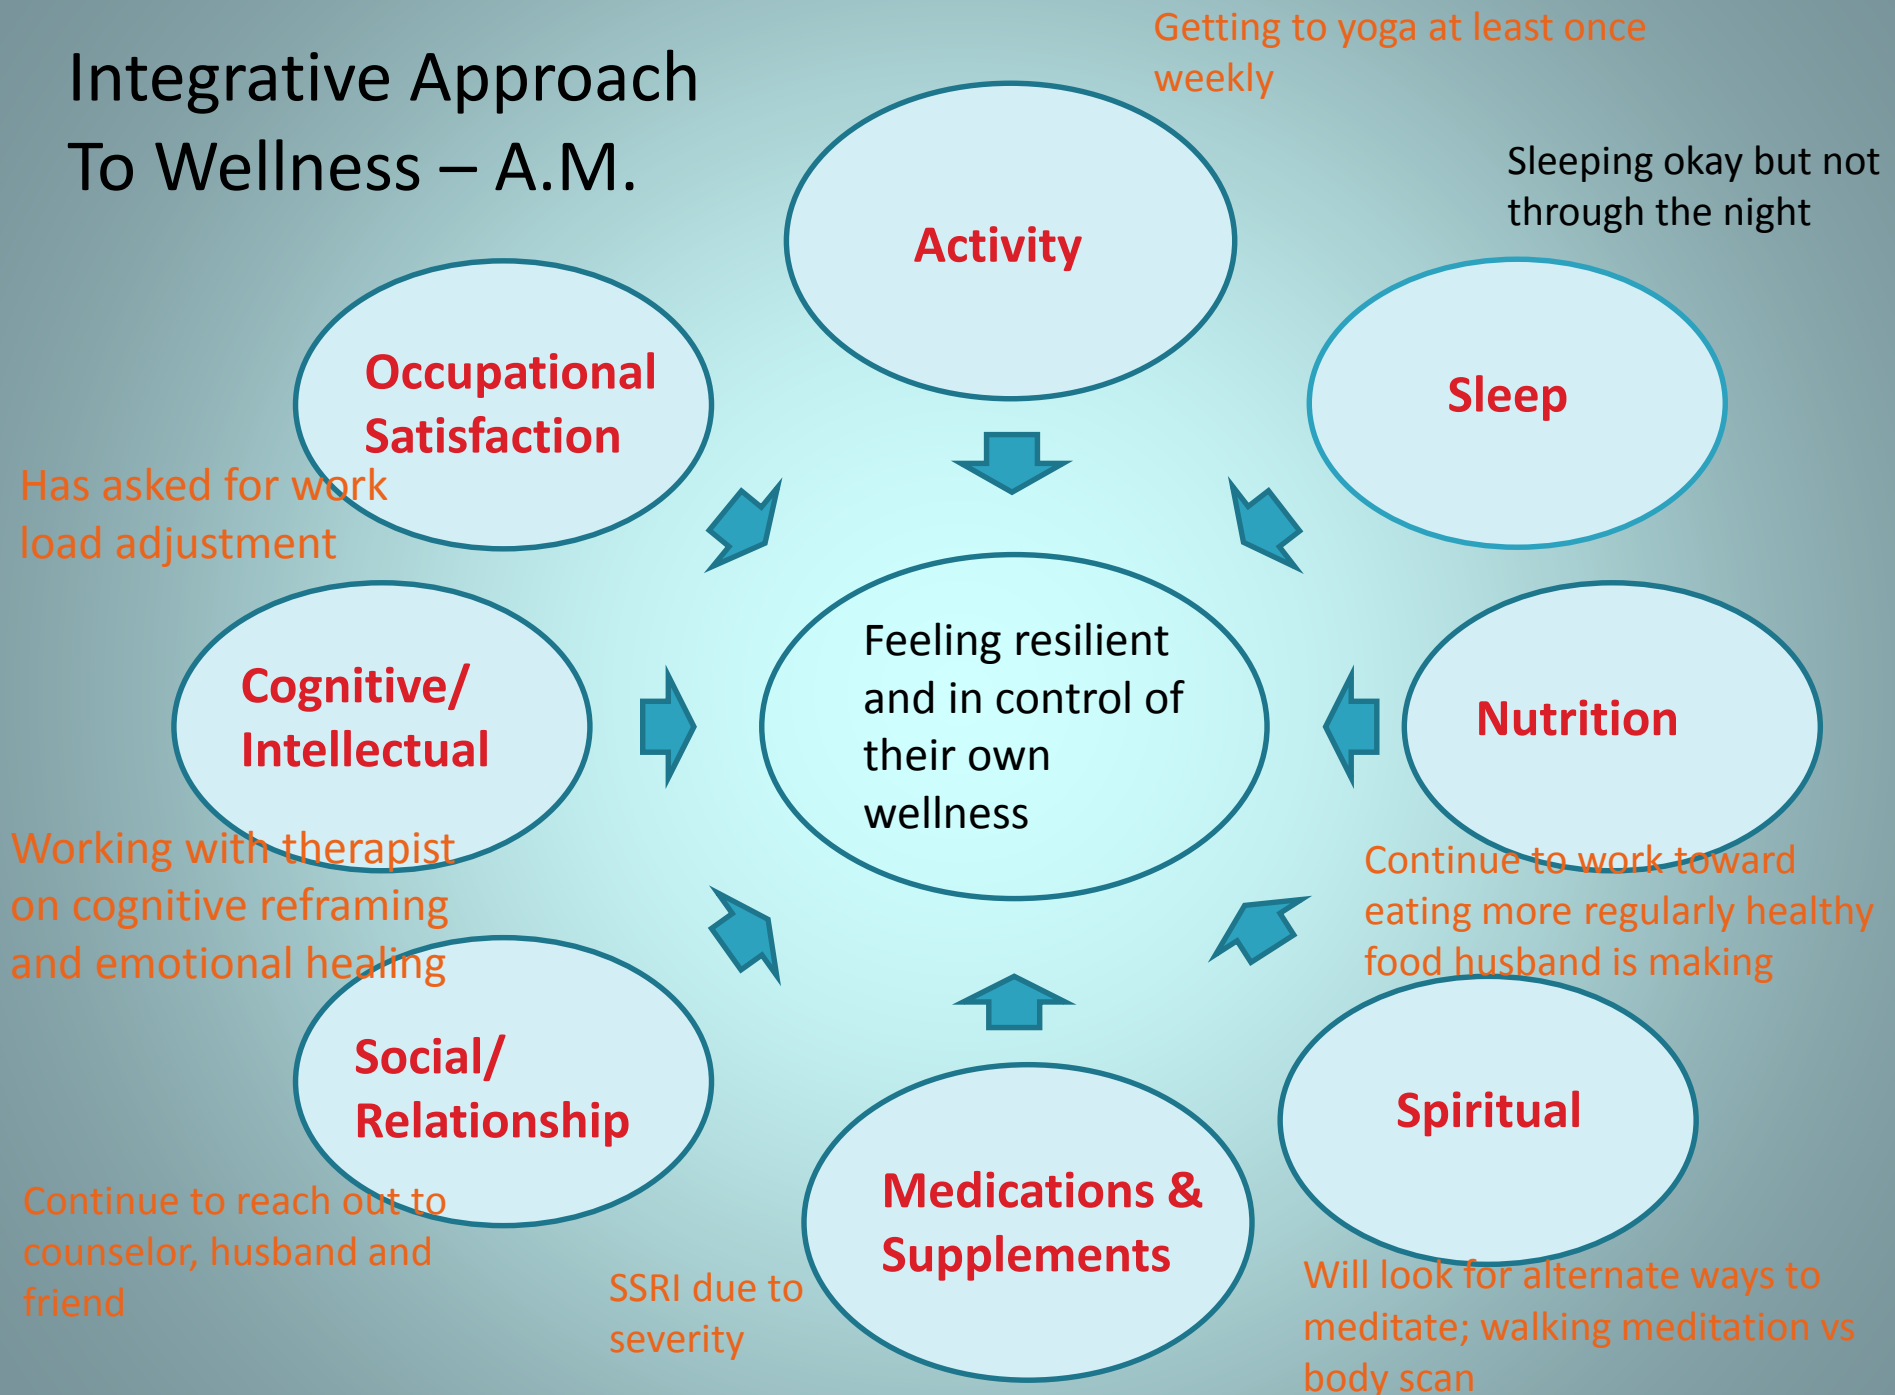 Integrative Approach
To Wellness – A.M.
Getting to yoga at least once
weekly
Activity
Sleeping okay but not
through the night
Sleep
Occupational
Satisfaction
Has asked for work
load adjustment
Feeling resilient
and in control of
their own
wellness
Cognitive/
Intellectual
Working with therapist
on cognitive reframing
and emotional healing
Nutrition
Continue to work toward
eating more regularly healthy
food husband is making
Social/
Relationship
Continue to reach out to
counselor, husband and
friend
Medications &
Supplements
SSRI due to
severity
Spiritual
Will look for alternate ways to
meditate; walking meditation vs
body scan